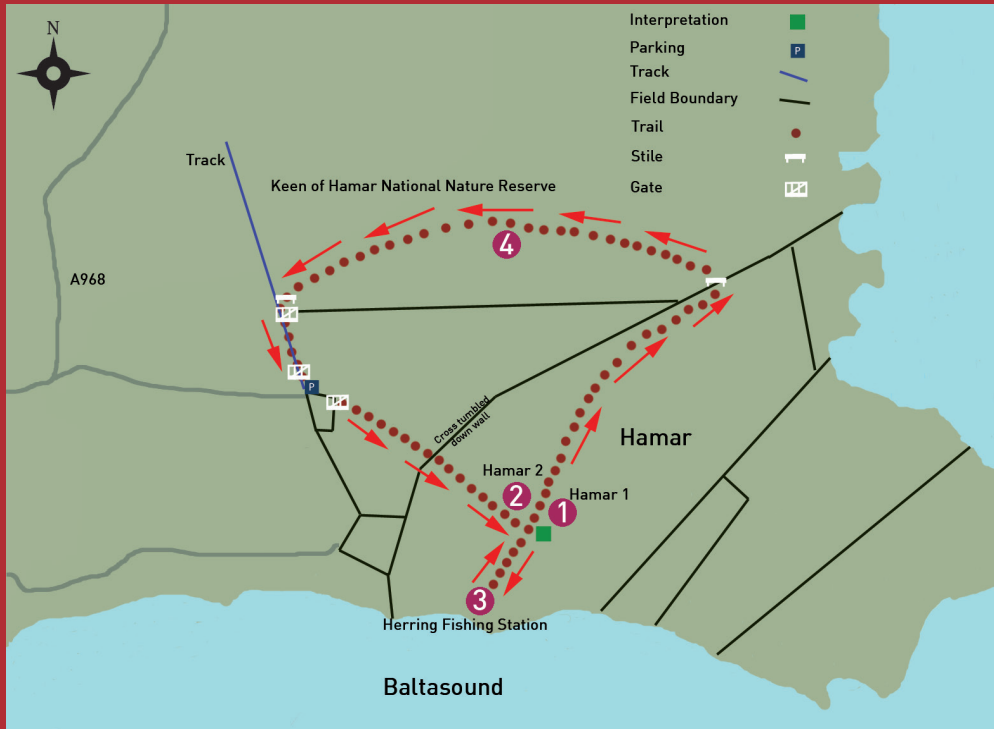 N
Interpretation
Parking
P
Track
Field Boundary
Trail
Stile
Gate
Track
Keen of Hamar National Nature Reserve
4
A968
P
Cross tumbled
down wall
Hamar
Hamar 2
2
Hamar 1
1
3
Herring Fishing Station
Baltasound